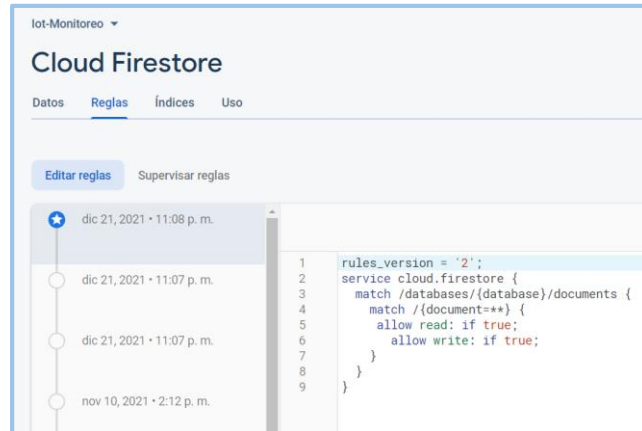 Iot-Monitoreo
Cloud Firestore
Datos Reglas Índices Uso
Editar reglas Supervisar reglas
dic 21, 2021 • 11:08 p. m.
dic 21, 2021 • 11:07 p. m.
dic 21, 2021 • 11:07 p. m.
nov 10, 2021 • 2:12 p. m.
1 rules_version = '2';
2 service cloud.firestore {
3 match /databases/{database}/documents {
4 match /{document=**} {
5 allow read: if true;
6 allow write: if true;
7 }
8 }
9 }